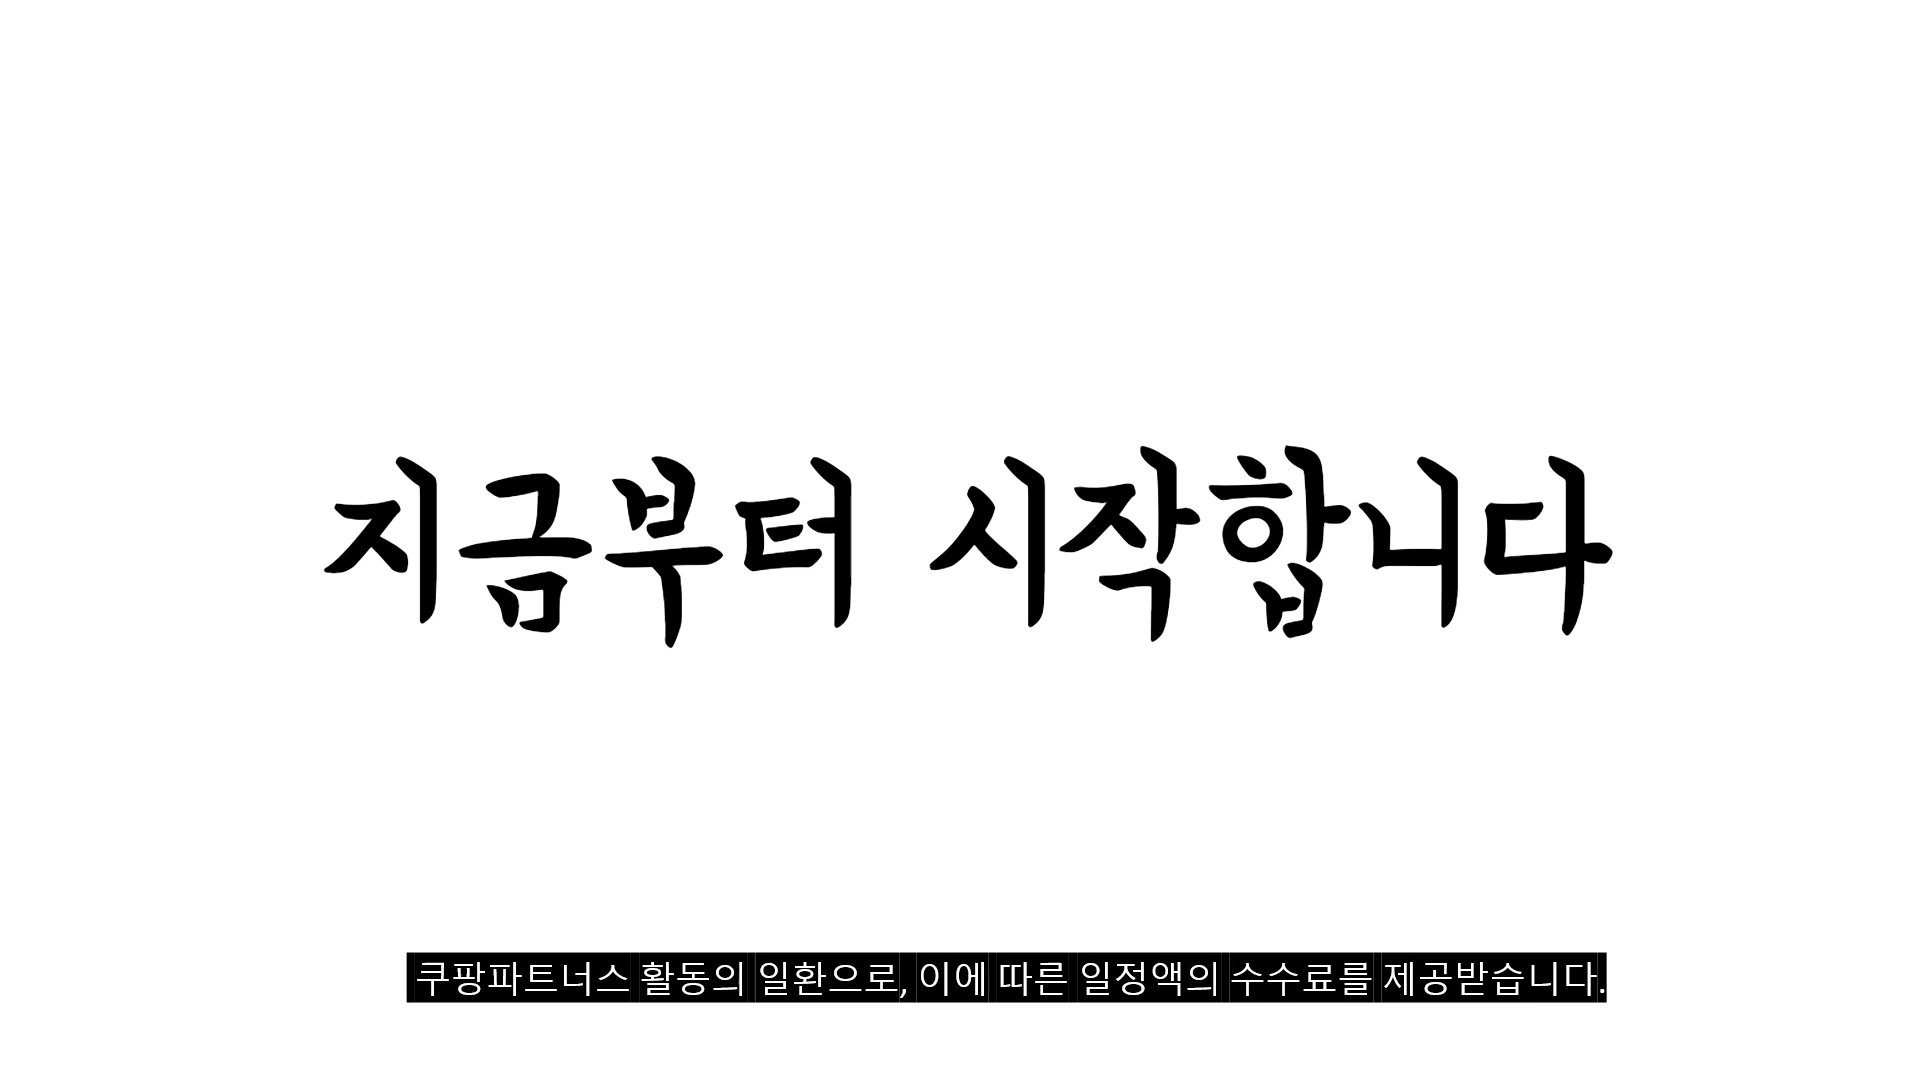 지금부터 시작합니다
쿠팡파트너스 활동의 일환으로, 이에 따른 일정액의 수수료를 제공받습니다.